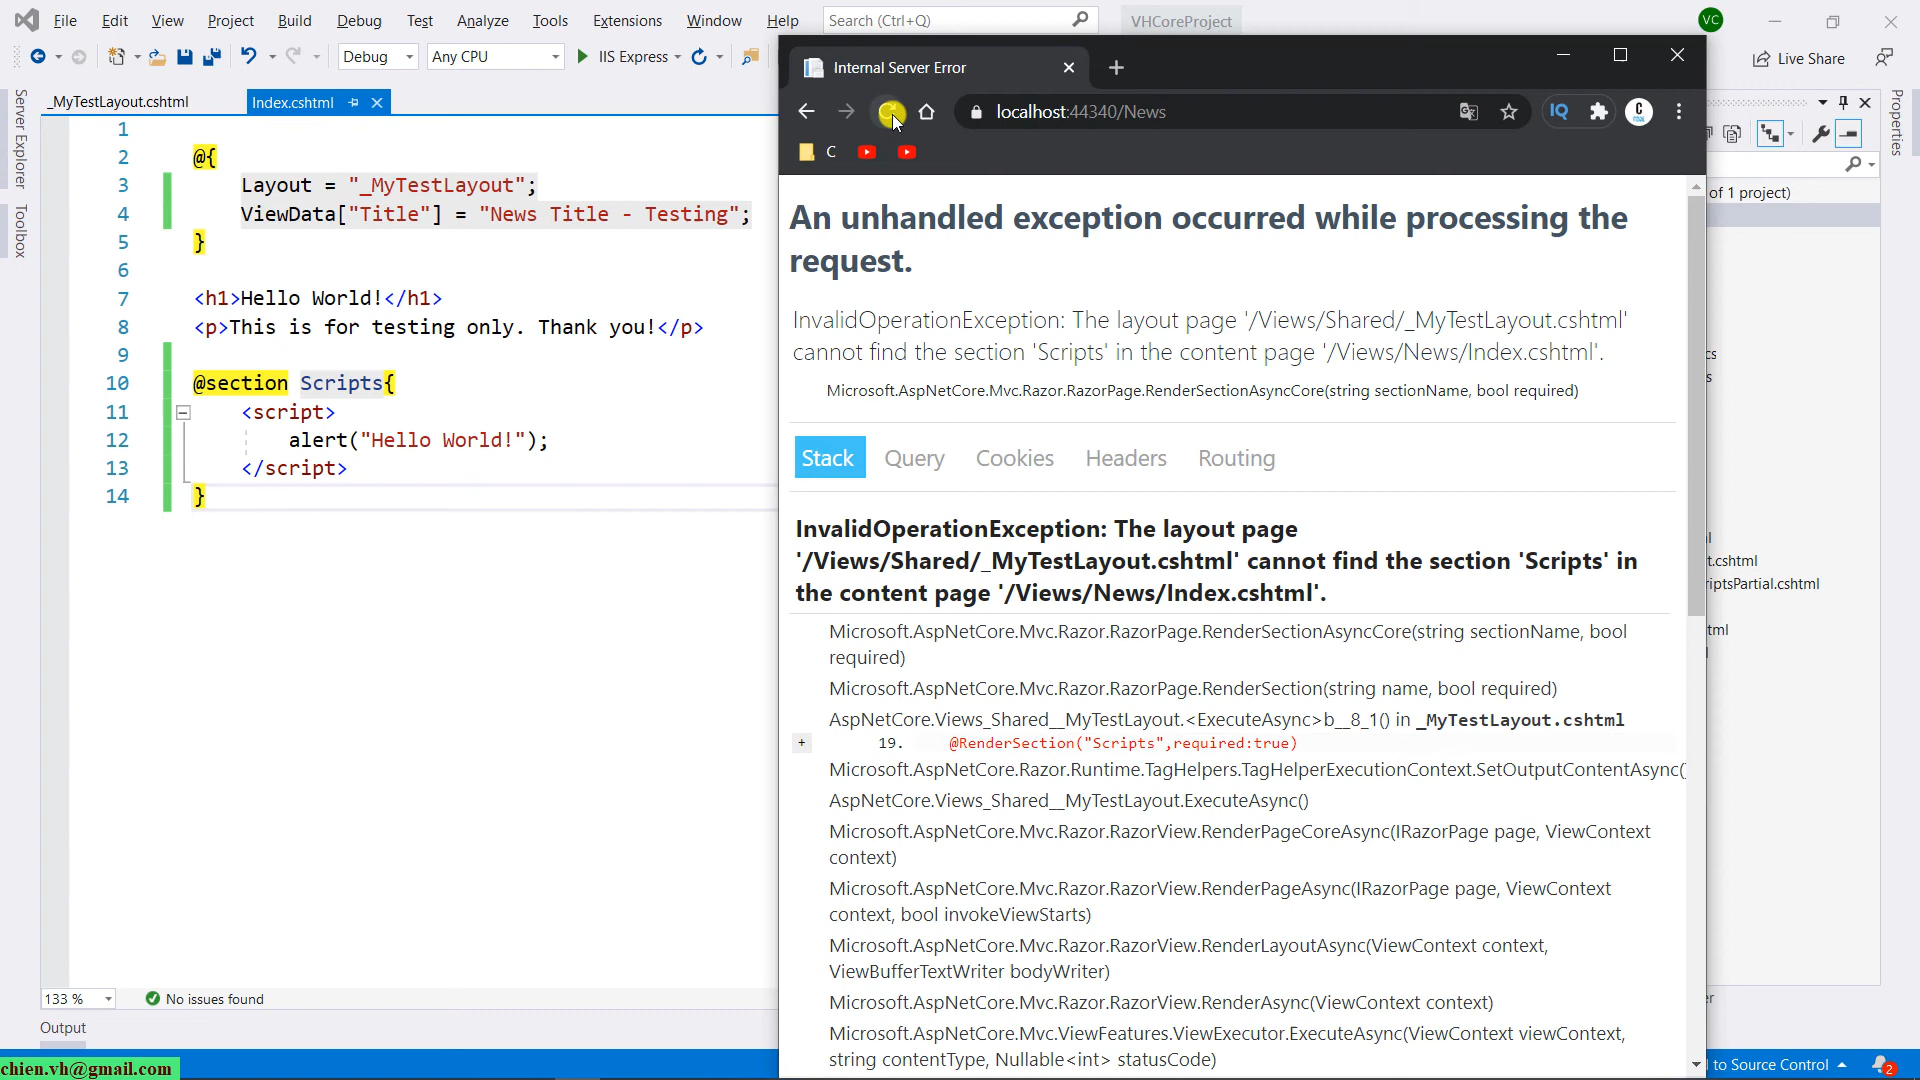 File Edit View Project Build Debug Test Analyze Tools Extensions Window Help Search (Ctrl+Q) VHCoreProject VC
Debug Any CPU IIS Express Live Share
Server Explorer
Toolbox
_MyTestLayout.cshtml Index.cshtml
1
2 @{
3 Layout = "_MyTestLayout";
4 ViewData["Title"] = "News Title - Testing";
5 }
6
7 <h1>Hello World!</h1>
8 <p>This is for testing only. Thank you!</p>
9
10 @section Scripts{
11 <script>
12 alert("Hello World!");
13 </script>
14 }
133 % No issues found
Output
chien.vh@gmail.com
Internal Server Error
localhost:44340/News
IQ
C
An unhandled exception occurred while processing the
request.
InvalidOperationException: The layout page '/Views/Shared/_MyTestLayout.cshtml'
cannot find the section 'Scripts' in the content page '/Views/News/Index.cshtml'.
Microsoft.AspNetCore.Mvc.Razor.RazorPage.RenderSectionAsyncCore(string sectionName, bool required)
Stack Query Cookies Headers Routing
InvalidOperationException: The layout page
'/Views/Shared/_MyTestLayout.cshtml' cannot find the section 'Scripts' in
the content page '/Views/News/Index.cshtml'.
Microsoft.AspNetCore.Mvc.Razor.RazorPage.RenderSectionAsyncCore(string sectionName, bool
required)
Microsoft.AspNetCore.Mvc.Razor.RazorPage.RenderSection(string name, bool required)
AspNetCore.Views_Shared__MyTestLayout.<ExecuteAsync>b__8_1() in _MyTestLayout.cshtml
+ 19. @RenderSection("Scripts",required:true)
Microsoft.AspNetCore.Razor.Runtime.TagHelpers.TagHelperExecutionContext.SetOutputContentAsync()
AspNetCore.Views_Shared__MyTestLayout.ExecuteAsync()
Microsoft.AspNetCore.Mvc.Razor.RazorView.RenderPageCoreAsync(IRazorPage page, ViewContext
context)
Microsoft.AspNetCore.Mvc.Razor.RazorView.RenderPageAsync(IRazorPage page, ViewContext
context, bool invokeViewStarts)
Microsoft.AspNetCore.Mvc.Razor.RazorView.RenderLayoutAsync(ViewContext context,
ViewBufferTextWriter bodyWriter)
Microsoft.AspNetCore.Mvc.Razor.RazorView.RenderAsync(ViewContext context)
Microsoft.AspNetCore.Mvc.ViewFeatures.ViewExecutor.ExecuteAsync(ViewContext viewContext,
string contentType, Nullable<int> statusCode)
Properties
of 1 project)
t.cshtml
iptsPartial.cshtml
tml
to Source Control 2